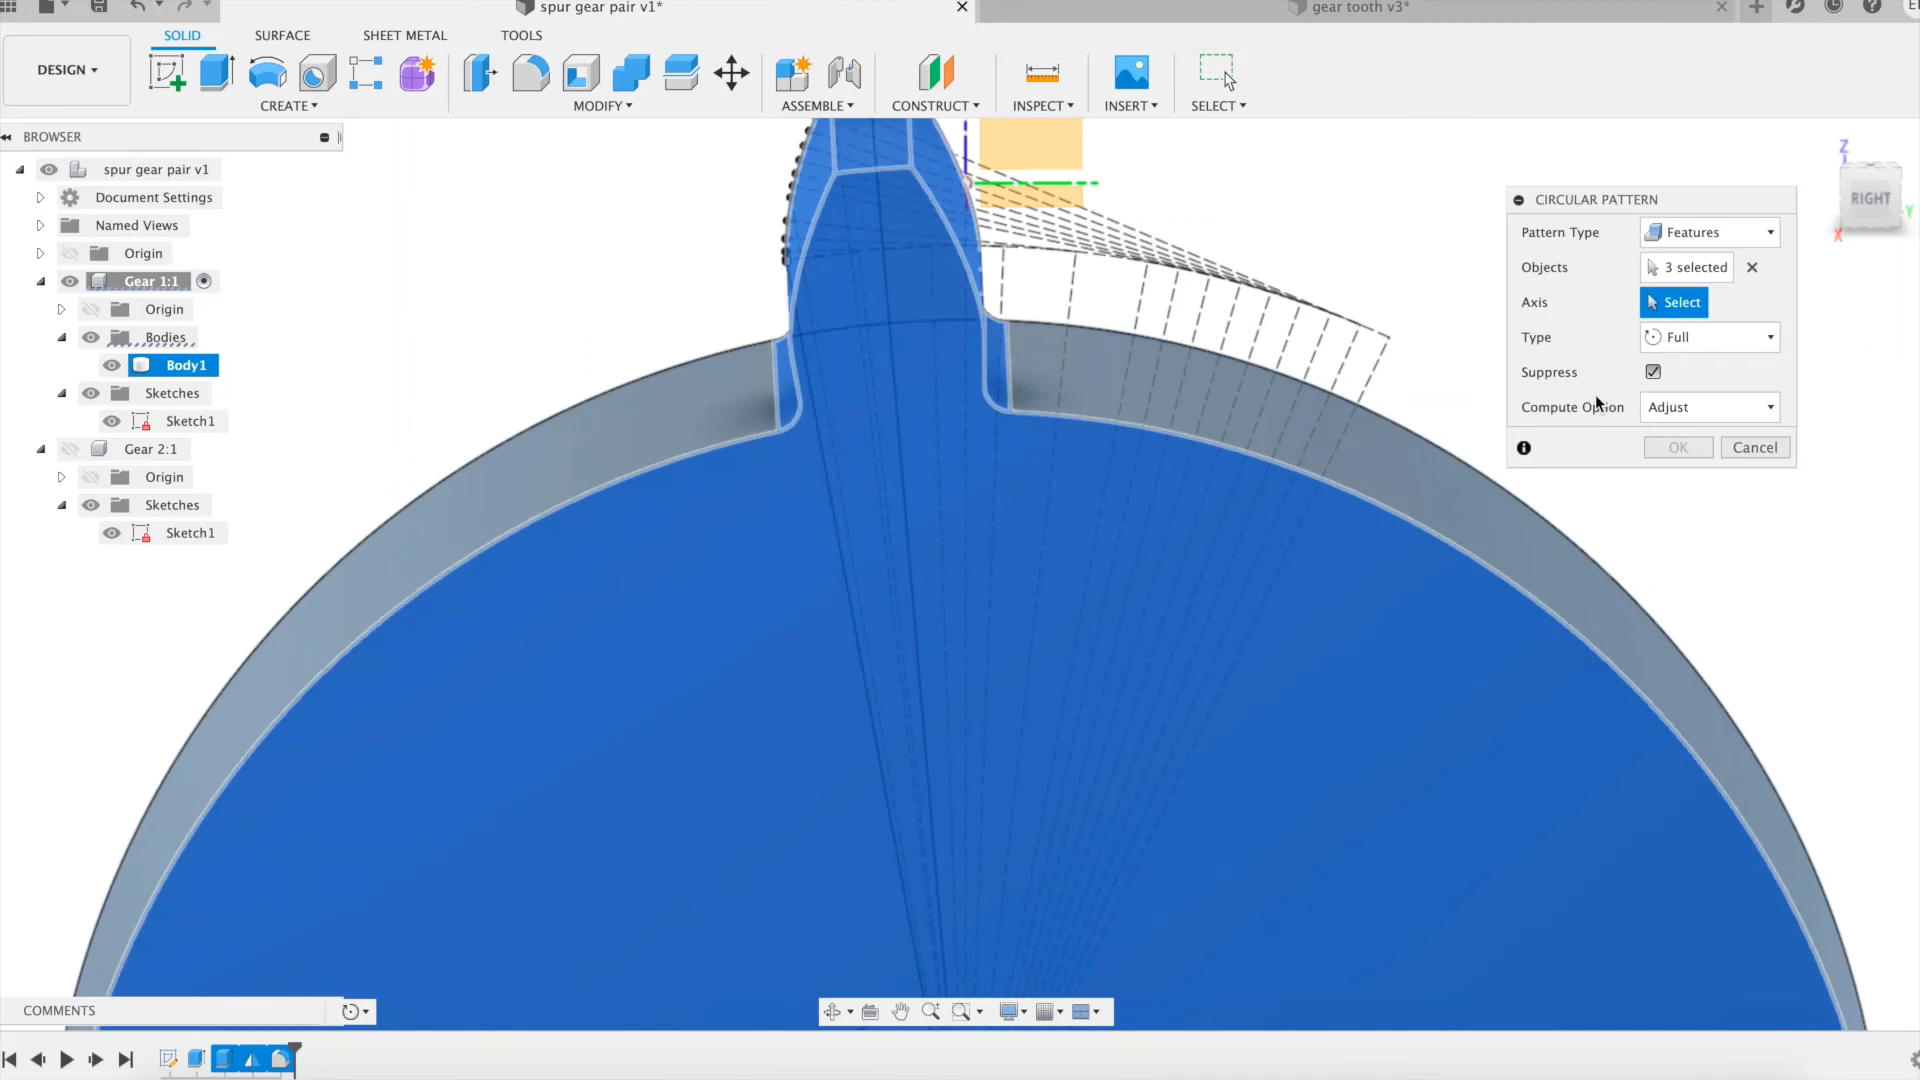 spur gear pair v1*
gear tooth v3*
DESIGN
SOLID
SURFACE
SHEET METAL
TOOLS
CREATE
MODIFY
ASSEMBLE
CONSTRUCT
INSPECT
INSERT
SELECT
BROWSER
spur gear pair v1
Document Settings
Named Views
Origin
Gear 1:1
Origin
Bodies
Body1
Sketches
Sketch1
Gear 2:1
Origin
Sketches
Sketch1
Z
RIGHT
Y
X
CIRCULAR PATTERN
Pattern Type Features
Objects 3 selected
Axis Select
Type Full
Suppress
Compute Option Adjust
OK Cancel
COMMENTS